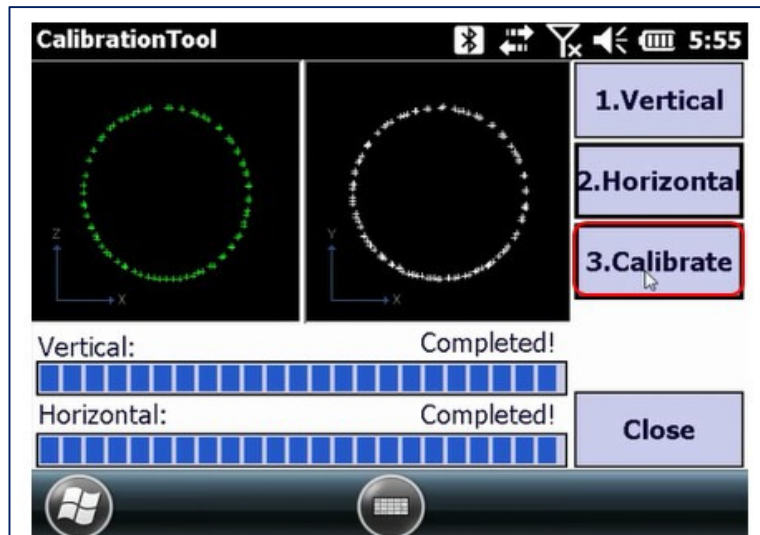 CalibrationTool 5:55
1.Vertical
2.Horizontal
3.Calibrate
Z
X
Y
X
Vertical: Completed!
Horizontal: Completed!
Close